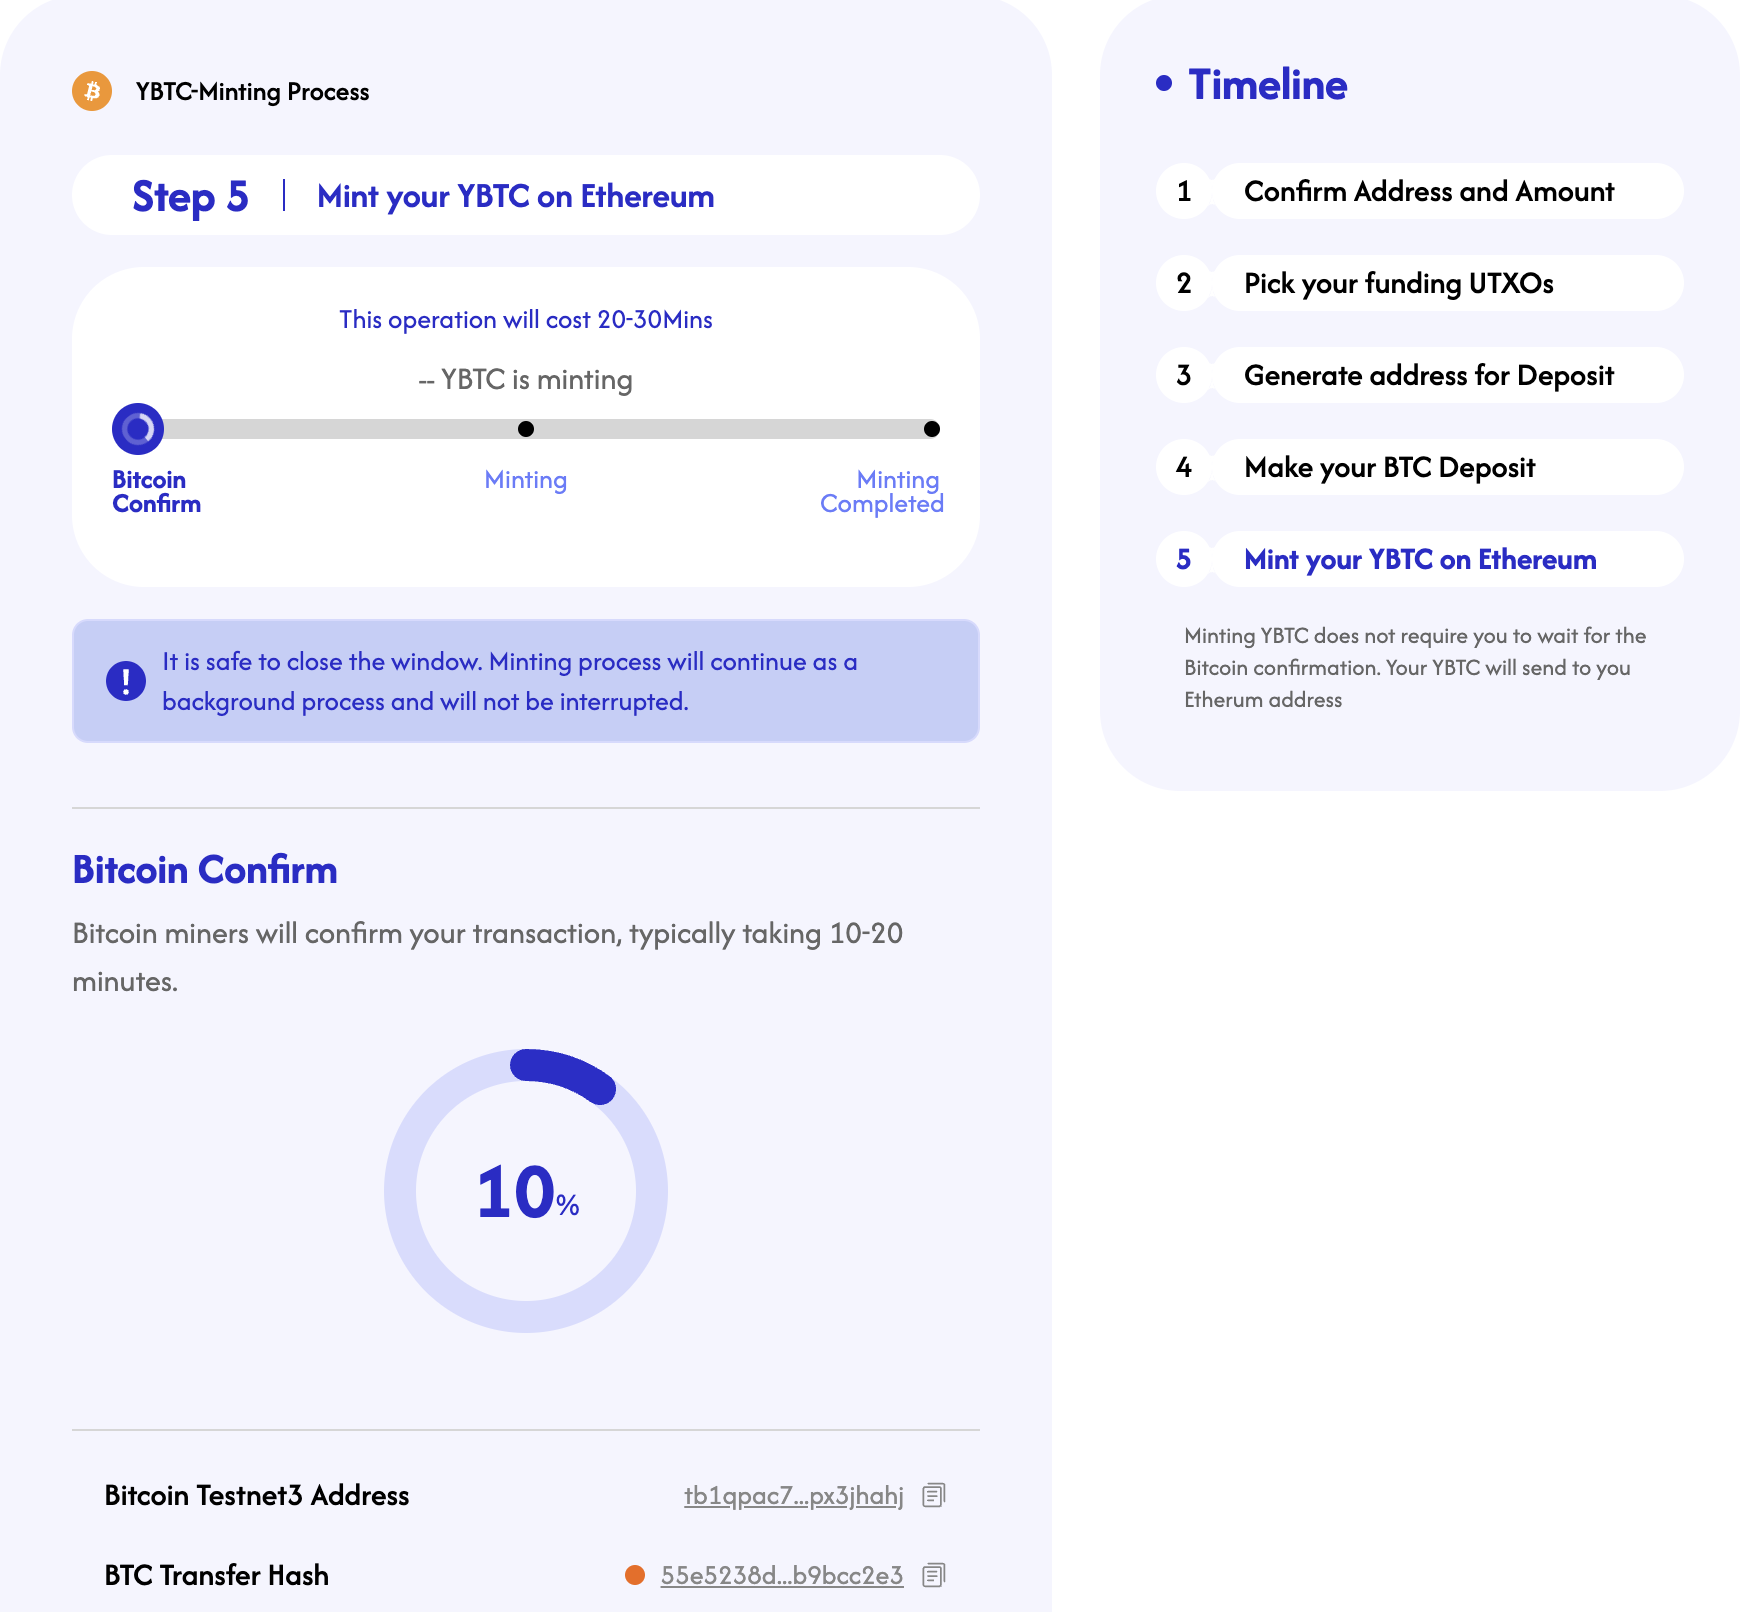 YBTC-Minting Process
Step 5 | Mint your YBTC on Ethereum
This operation will cost 20-30Mins
-- YBTC is minting
Bitcoin
Confirm
Minting
Minting
Completed
It is safe to close the window. Minting process will continue as a
background process and will not be interrupted.
Bitcoin Confirm
Bitcoin miners will confirm your transaction, typically taking 10-20
minutes.
10%
Bitcoin Testnet3 Address tb1qpac7...px3jhahj
BTC Transfer Hash 55e5238d...b9bcc2e3
Timeline
1 Confirm Address and Amount
2 Pick your funding UTXOs
3 Generate address for Deposit
4 Make your BTC Deposit
5 Mint your YBTC on Ethereum
Minting YBTC does not require you to wait for the
Bitcoin confirmation. Your YBTC will send to you
Etherum address